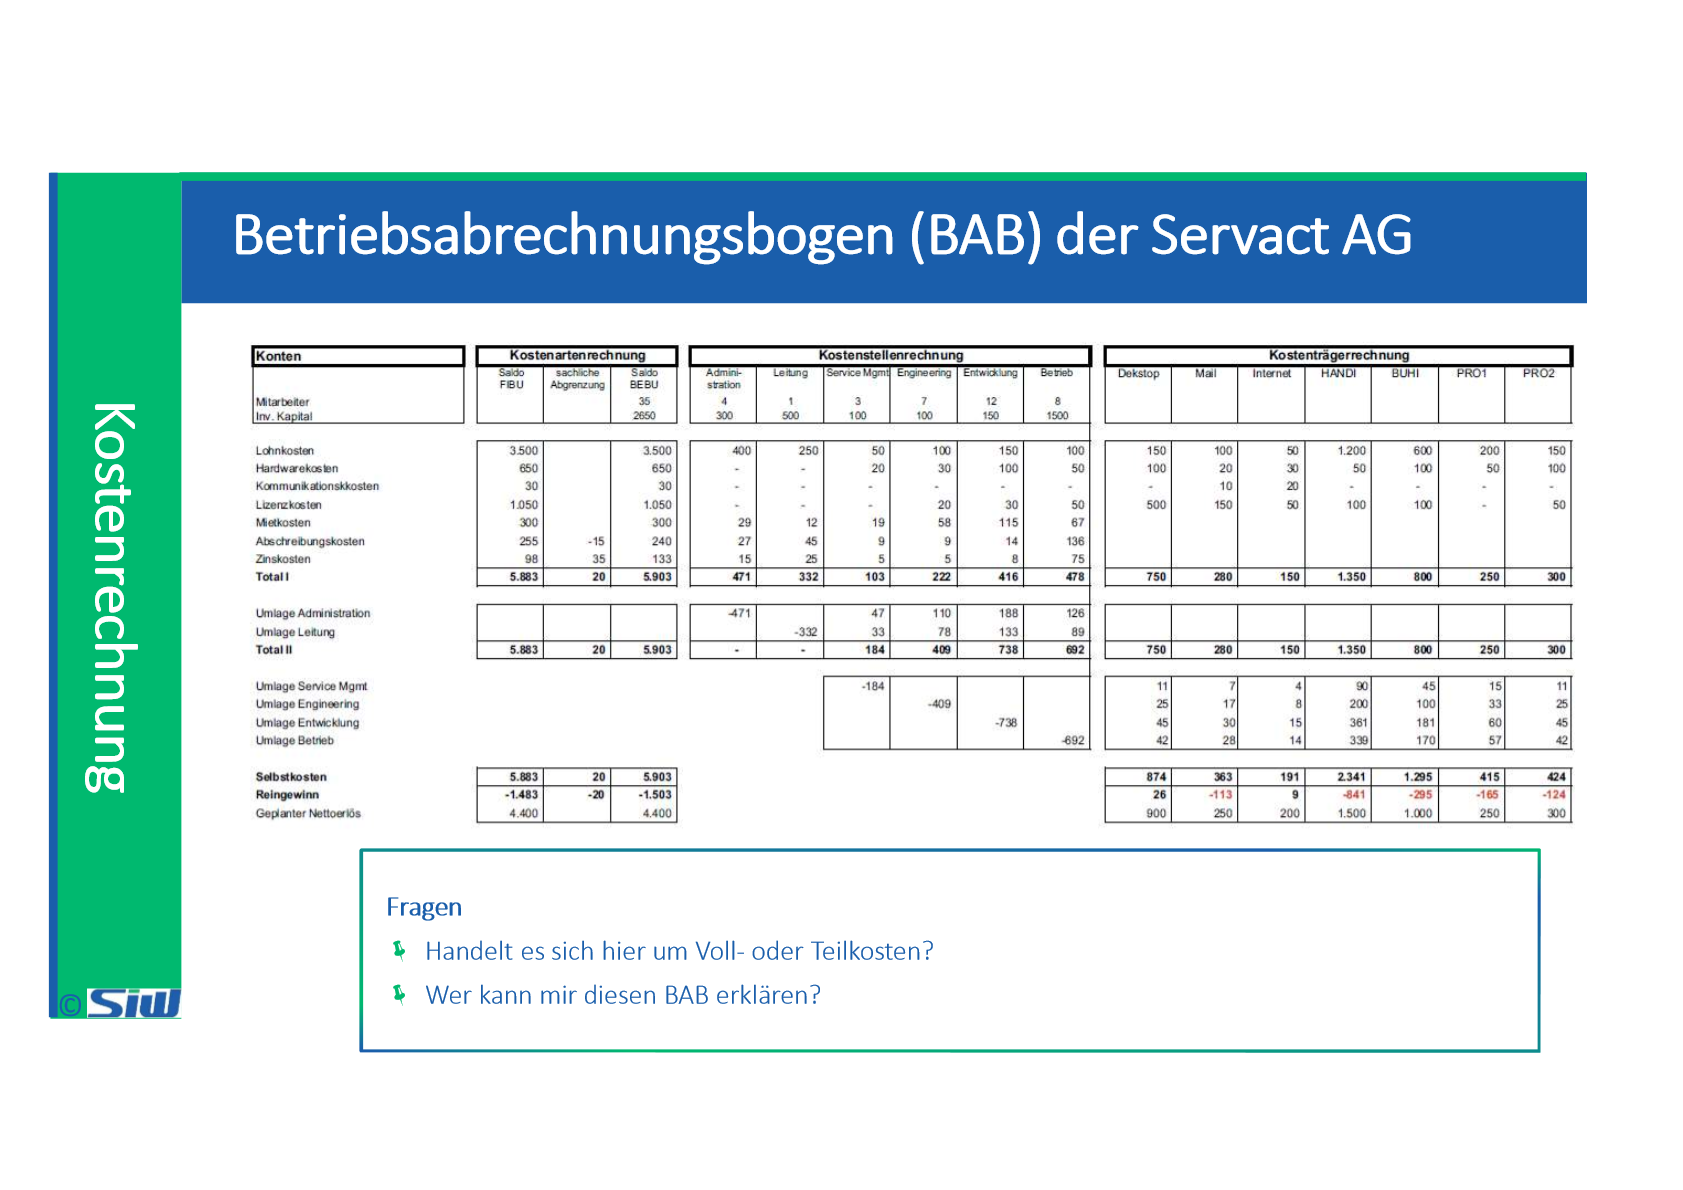 Betriebsabrechnungsbogen (BAB) der Servact AG
Kostenrechnung
© SiW
Konten Kostenartenrechnung Kostenstellenrechnung Kostenträgerrechnung
Saldo sachliche Saldo Admini- Leitung Service Mgmt Engineering Entwicklung Betrieb Dekstop Mail Internet HANDI BUHI PRO1 PRO2
FIBU Abgrenzung BEBU stration
Mitarbeiter 35 4 1 3 7 12 8
Inv. Kapital 2650 300 500 100 100 150 1500
Lohnkosten 3.500 3.500 400 250 50 100 150 100 150 100 50 1.200 600 200 150
Hardwarekosten 650 650 - - 20 30 100 50 100 20 30 50 100 50 100
Kommunikationskkosten 30 30 - - - - - - - 10 20 - - - -
Lizenzkosten 1.050 1.050 - - - 20 30 50 500 150 50 100 100 - 50
Mietkosten 300 300 29 12 19 58 115 67
Abschreibungskosten 255 -15 240 27 45 9 9 14 136
Zinskosten 98 35 133 15 25 5 5 8 75
Total I 5.883 20 5.903 471 332 103 222 416 478 750 280 150 1.350 800 250 300
Umlage Administration -471 47 110 188 126
Umlage Leitung -332 33 78 133 89
Total II 5.883 20 5.903 - - 184 409 738 692 750 280 150 1.350 800 250 300
Umlage Service Mgmt -184 11 7 4 90 45 15 11
Umlage Engineering -409 25 17 8 200 100 33 25
Umlage Entwicklung -738 45 30 15 361 181 60 45
Umlage Betrieb -692 42 28 14 339 170 57 42
Selbstkosten 5.883 20 5.903 874 363 191 2.341 1.295 415 424
Reingewinn -1.483 -20 -1.503 26 -113 9 -841 -295 -165 -124
Geplanter Nettoerlös 4.400 4.400 900 250 200 1.500 1.000 250 300
Fragen
Handelt es sich hier um Voll- oder Teilkosten?
Wer kann mir diesen BAB erklären?